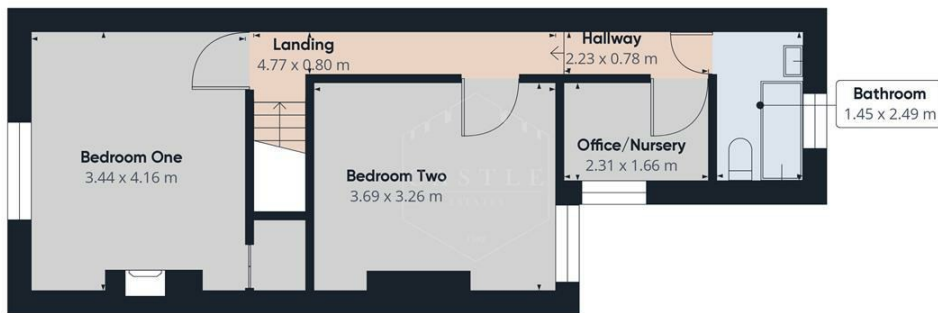 Landing
4.77 x 0.80 m
Hallway
2.23 x 0.78 m
Bathroom
1.45 x 2.49 m
Bedroom One
3.44 x 4.16 m
Bedroom Two
3.69 x 3.26 m
Office/Nursery
2.31 x 1.66 m